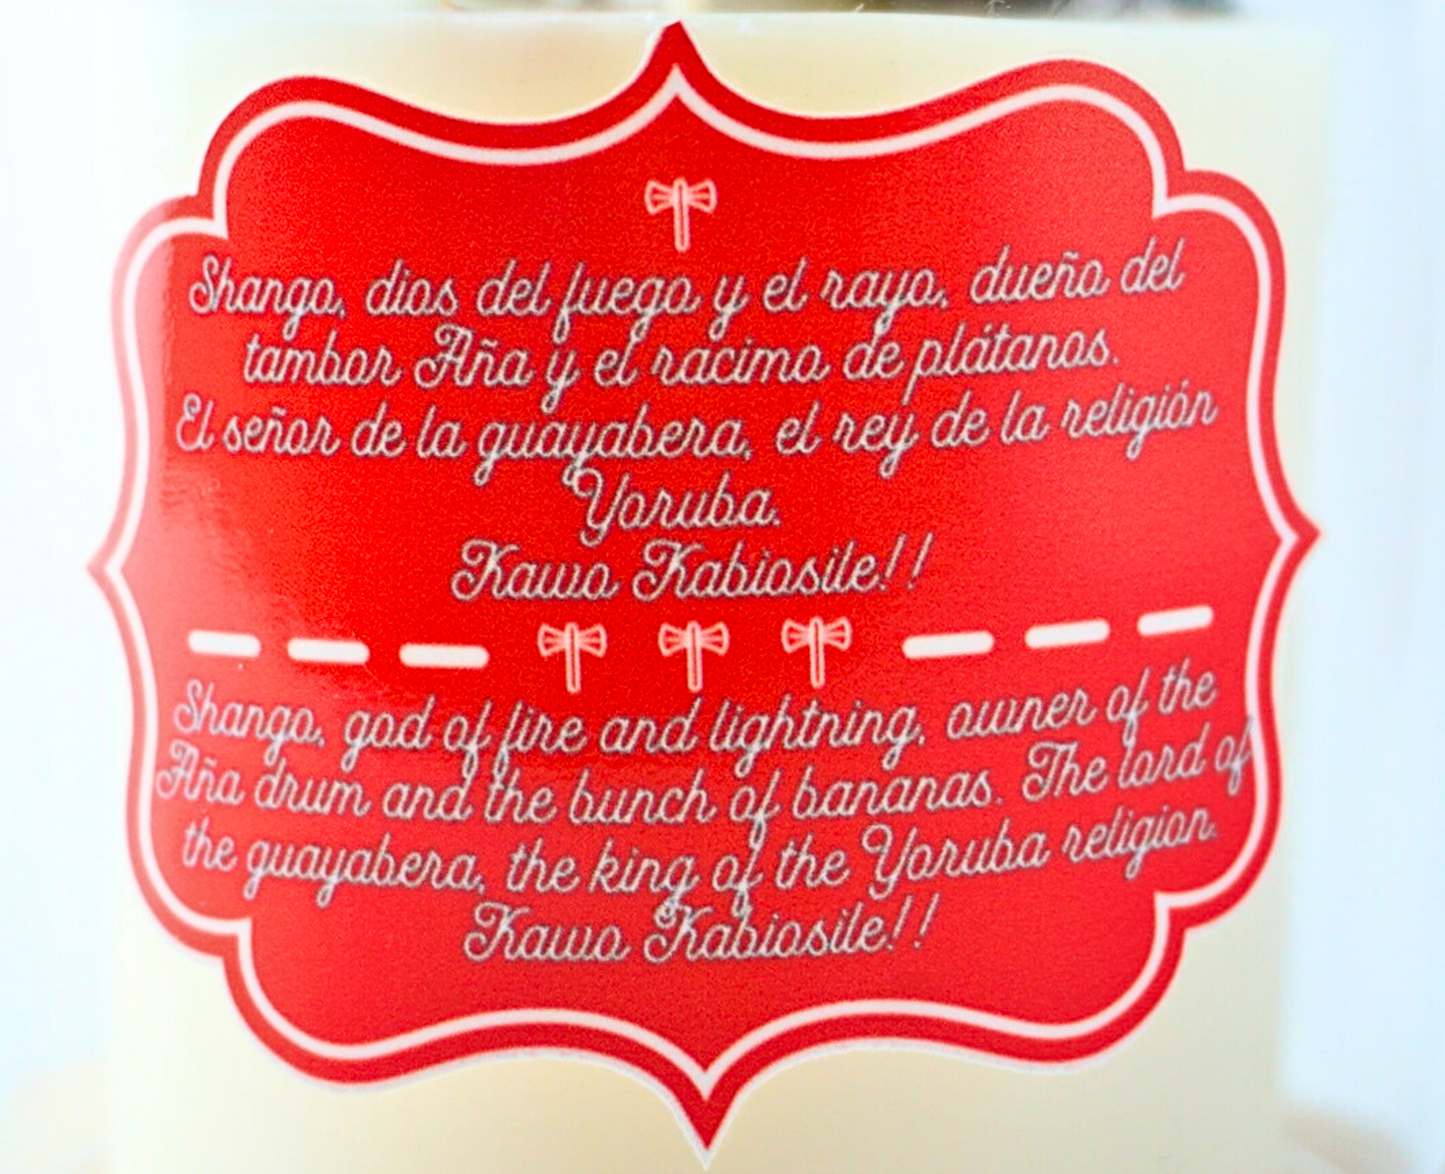 Shango, dios del fuego y el rayo, dueño del
tambor Aña y el racimo de plátanos.
El señor de la guayabera, el rey de la religión
Yoruba.
Kawo Kabiosile!!
Shango, god of fire and lightning, owner of the
Aña drum and the bunch of bananas. The lord of
the guayabera, the king of the Yoruba religion.
Kawo Kabiosile!!